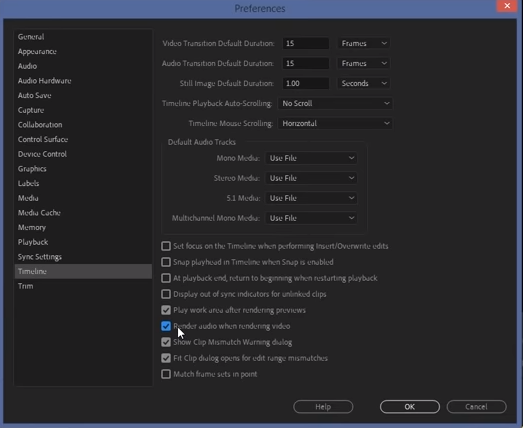 Preferences
General
Appearance
Audio
Audio Hardware
Auto Save
Capture
Collaboration
Control Surface
Device Control
Graphics
Labels
Media
Media Cache
Memory
Playback
Sync Settings
Timeline
Trim
Video Transition Default Duration: 15 Frames
Audio Transition Default Duration: 15 Frames
Still Image Default Duration: 1.00 Seconds
Timeline Playback Auto-Scrolling: No Scroll
Timeline Mouse Scrolling: Horizontal
Default Audio Tracks
Mono Media: Use File
Stereo Media: Use File
5.1 Media: Use File
Multichannel Mono Media: Use File
Set focus on the Timeline when performing Insert/Overwrite edits
Snap playhead in Timeline when Snap is enabled
At playback end, return to beginning when restarting playback
Display out of sync indicators for unlinked clips
Play work area after rendering previews
Render audio when rendering video
Show Clip Mismatch Warning dialog
Fit Clip dialog opens for edit range mismatches
Match frame sets in point
Help OK Cancel